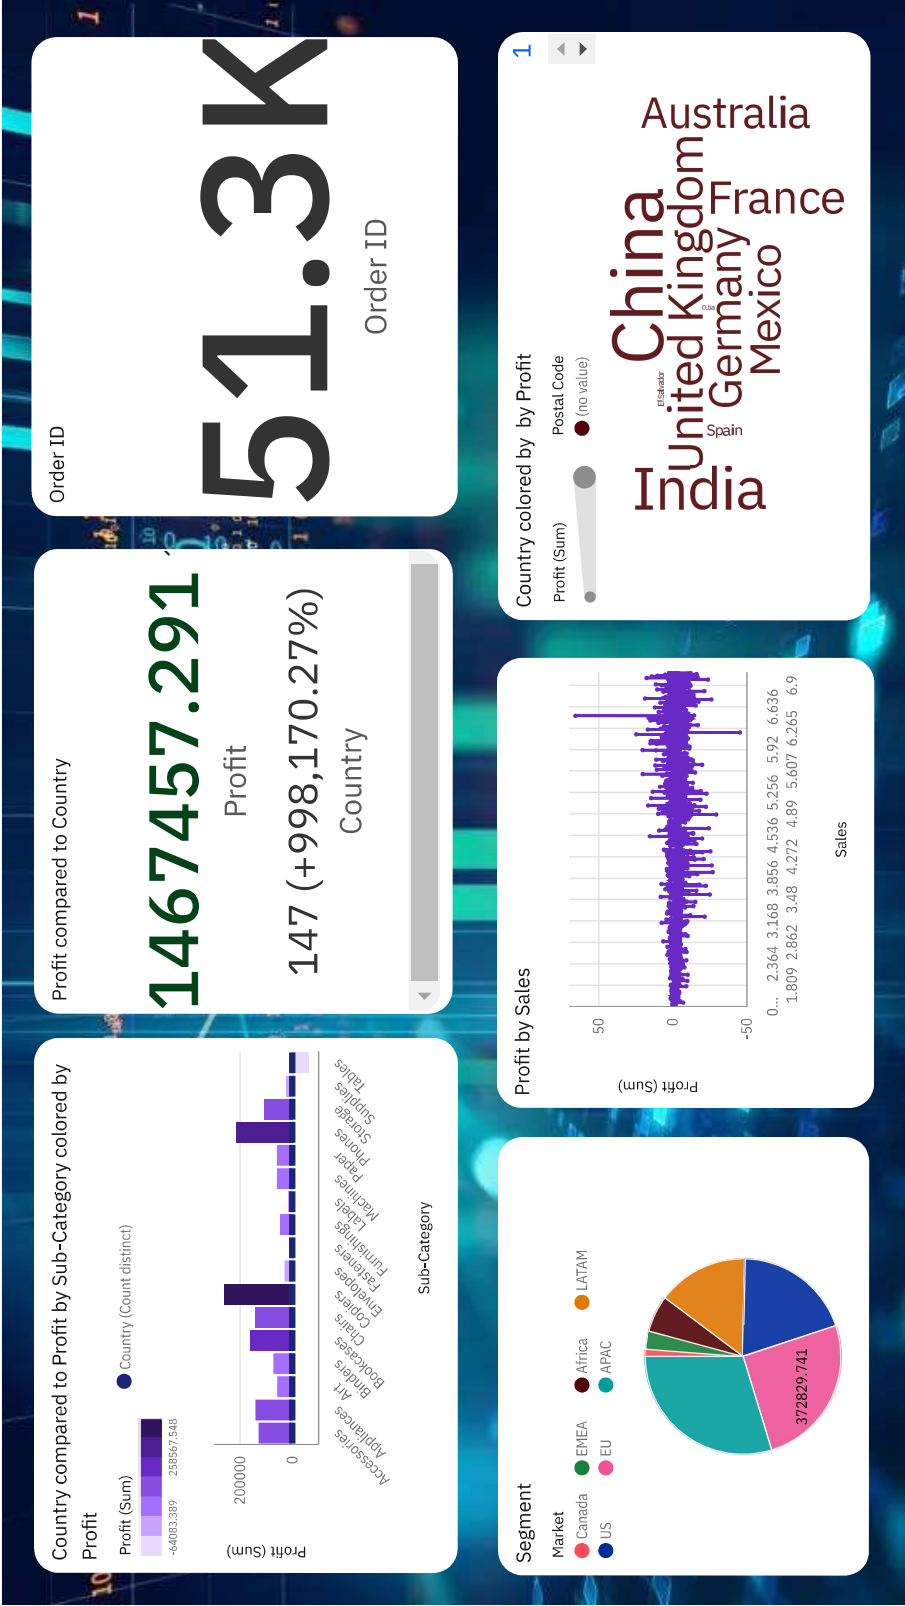 Country compared to Profit by Sub-Category colored by
Profit
Profit (Sum)
-64083.389
258567.548
Country (Count distinct)
Profit (Sum)
200000
0
Accessories
Appliances
Art
Binders
Bookcases
Chairs
Copiers
Envelopes
Fasteners
Furnishings
Labels
Machines
Paper
Phones
Storage
Supplies
Tables
Sub-Category
Profit compared to Country
1467457.291
Profit
147 (+998,170.27%)
Country
Order ID
51.3K
Order ID
Segment
Market
Canada
EMEA
Africa
LATAM
US
EU
APAC
372829.741
Profit by Sales
Profit (Sum)
50
0
-50
0... 2.364 3.168 3.856 4.536 5.256 5.92 6.636
1.809 2.862 3.48 4.272 4.89 5.607 6.265 6.9
Sales
Country colored by by Profit
1
Profit (Sum)
Postal Code
(no value)
India
China
United Kingdom
Australia
France
Germany
Mexico
Spain
El Salvador